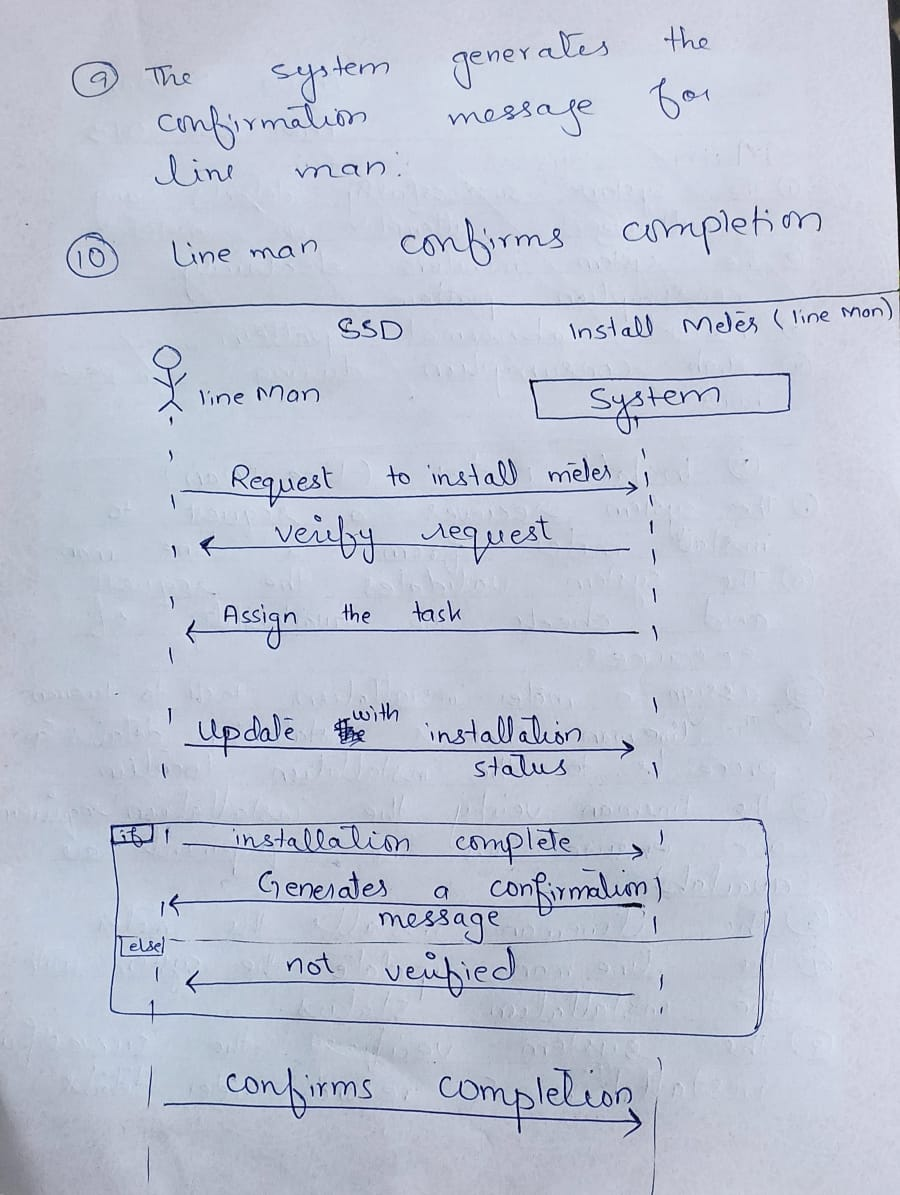 9 The system generates the
confirmation message for
line man.
10 line man confirms completion
SSD Install Meter (line Man)
line Man System
Request to install meter
verify request
Assign the task
Update with installation
status
if installation complete
Generates a confirmation
message
else
not verified
confirms completion